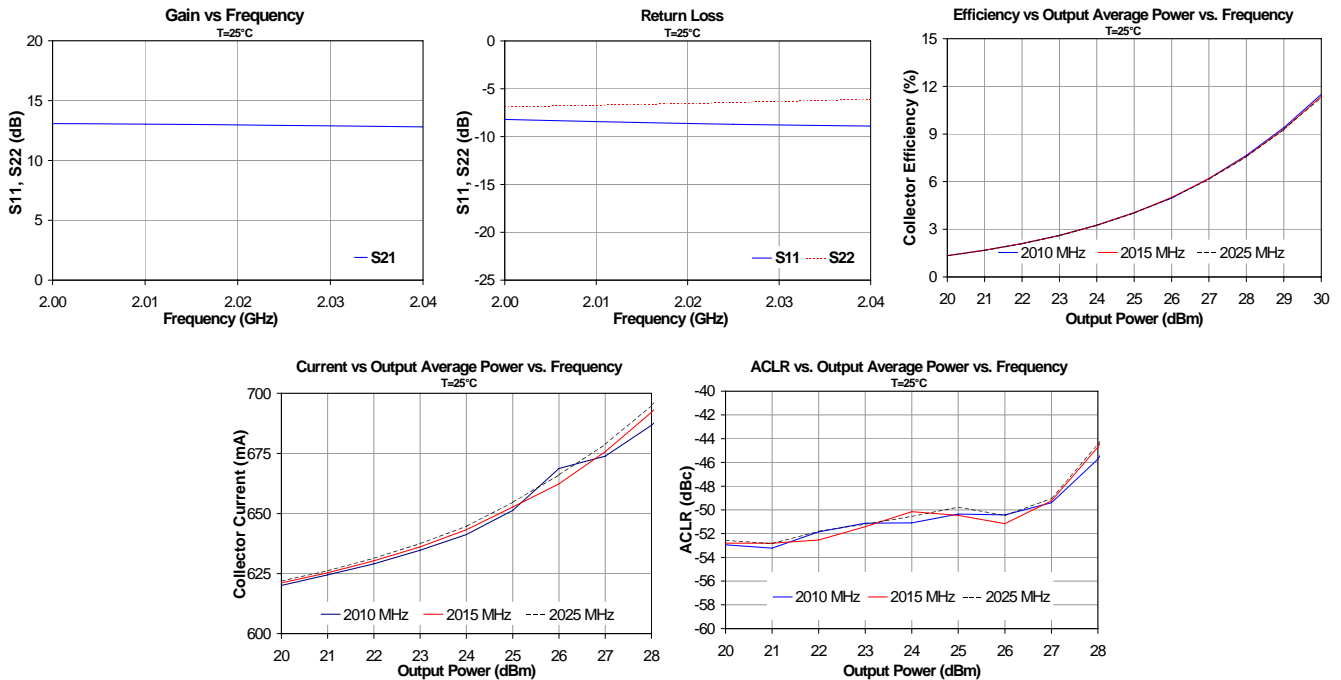 Gain vs Frequency
T=25°C
S11, S22 (dB)
20
15
10
5
0
S21
2.00 2.01 2.02 2.03 2.04
Frequency (GHz)
Return Loss
T=25°C
S11, S22 (dB)
0
-5
-10
-15
-20
-25
S11 S22
2.00 2.01 2.02 2.03 2.04
Frequency (GHz)
Efficiency vs Output Average Power vs. Frequency
T=25°C
Collector Efficiency (%)
15
12
9
6
3
0
2010 MHz 2015 MHz 2025 MHz
20 21 22 23 24 25 26 27 28 29 30
Output Power (dBm)
Current vs Output Average Power vs. Frequency
T=25°C
Collector Current (mA)
700
675
650
625
600
2010 MHz 2015 MHz 2025 MHz
20 21 22 23 24 25 26 27 28
Output Power (dBm)
ACLR vs. Output Average Power vs. Frequency
T=25°C
ACLR (dBc)
-40
-42
-44
-46
-48
-50
-52
-54
-56
-58
-60
2010 MHz 2015 MHz 2025 MHz
20 21 22 23 24 25 26 27 28
Output Power (dBm)